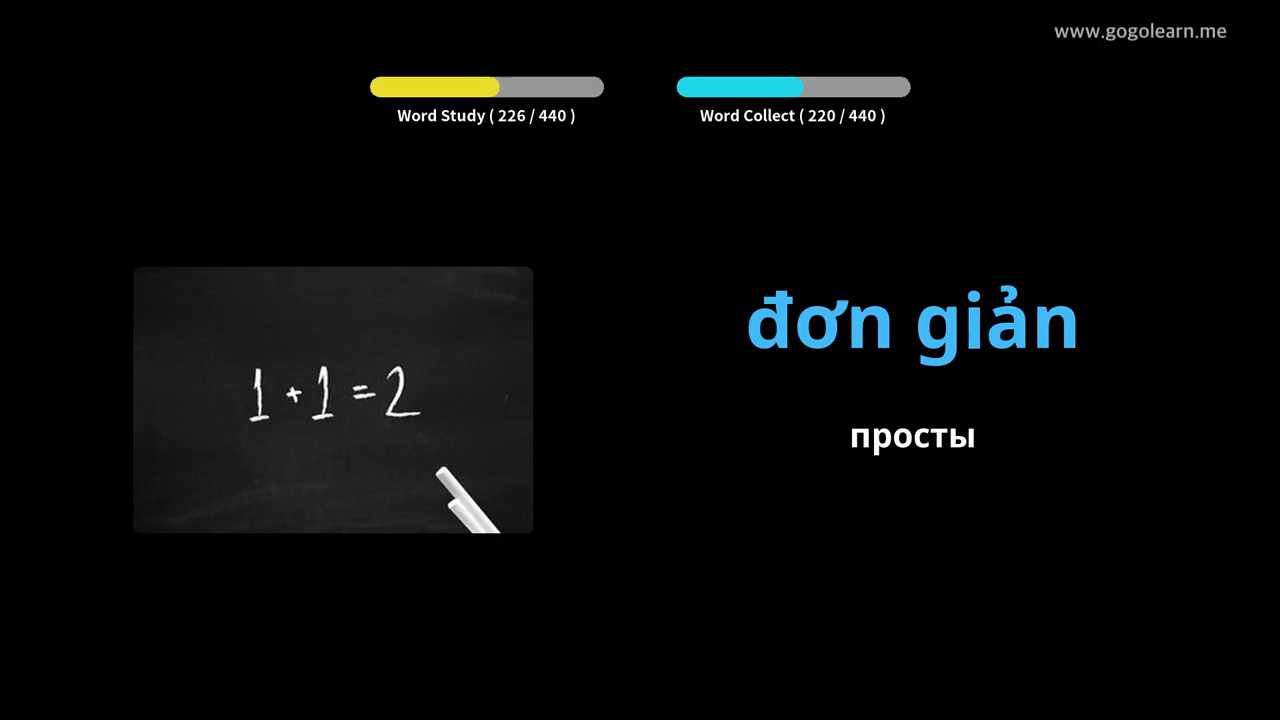 www.gogolearn.me
Word Study ( 226 / 440 )
Word Collect ( 220 / 440 )
1 + 1 = 2
đơn giản
просты